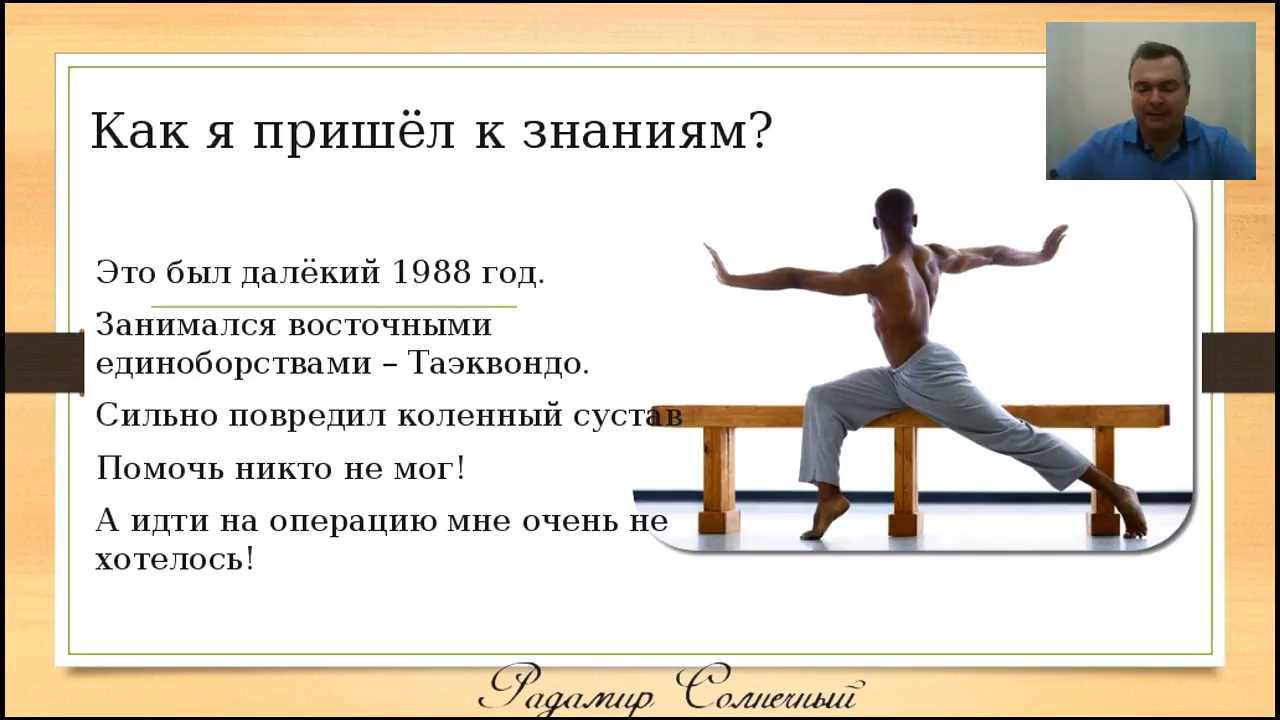 Как я пришёл к знаниям?
Это был далёкий 1988 год.
Занимался восточными
единоборствами – Таэквондо.
Сильно повредил коленный сустав
Помочь никто не мог!
А идти на операцию мне очень не
хотелось!
Радамир Солнечный